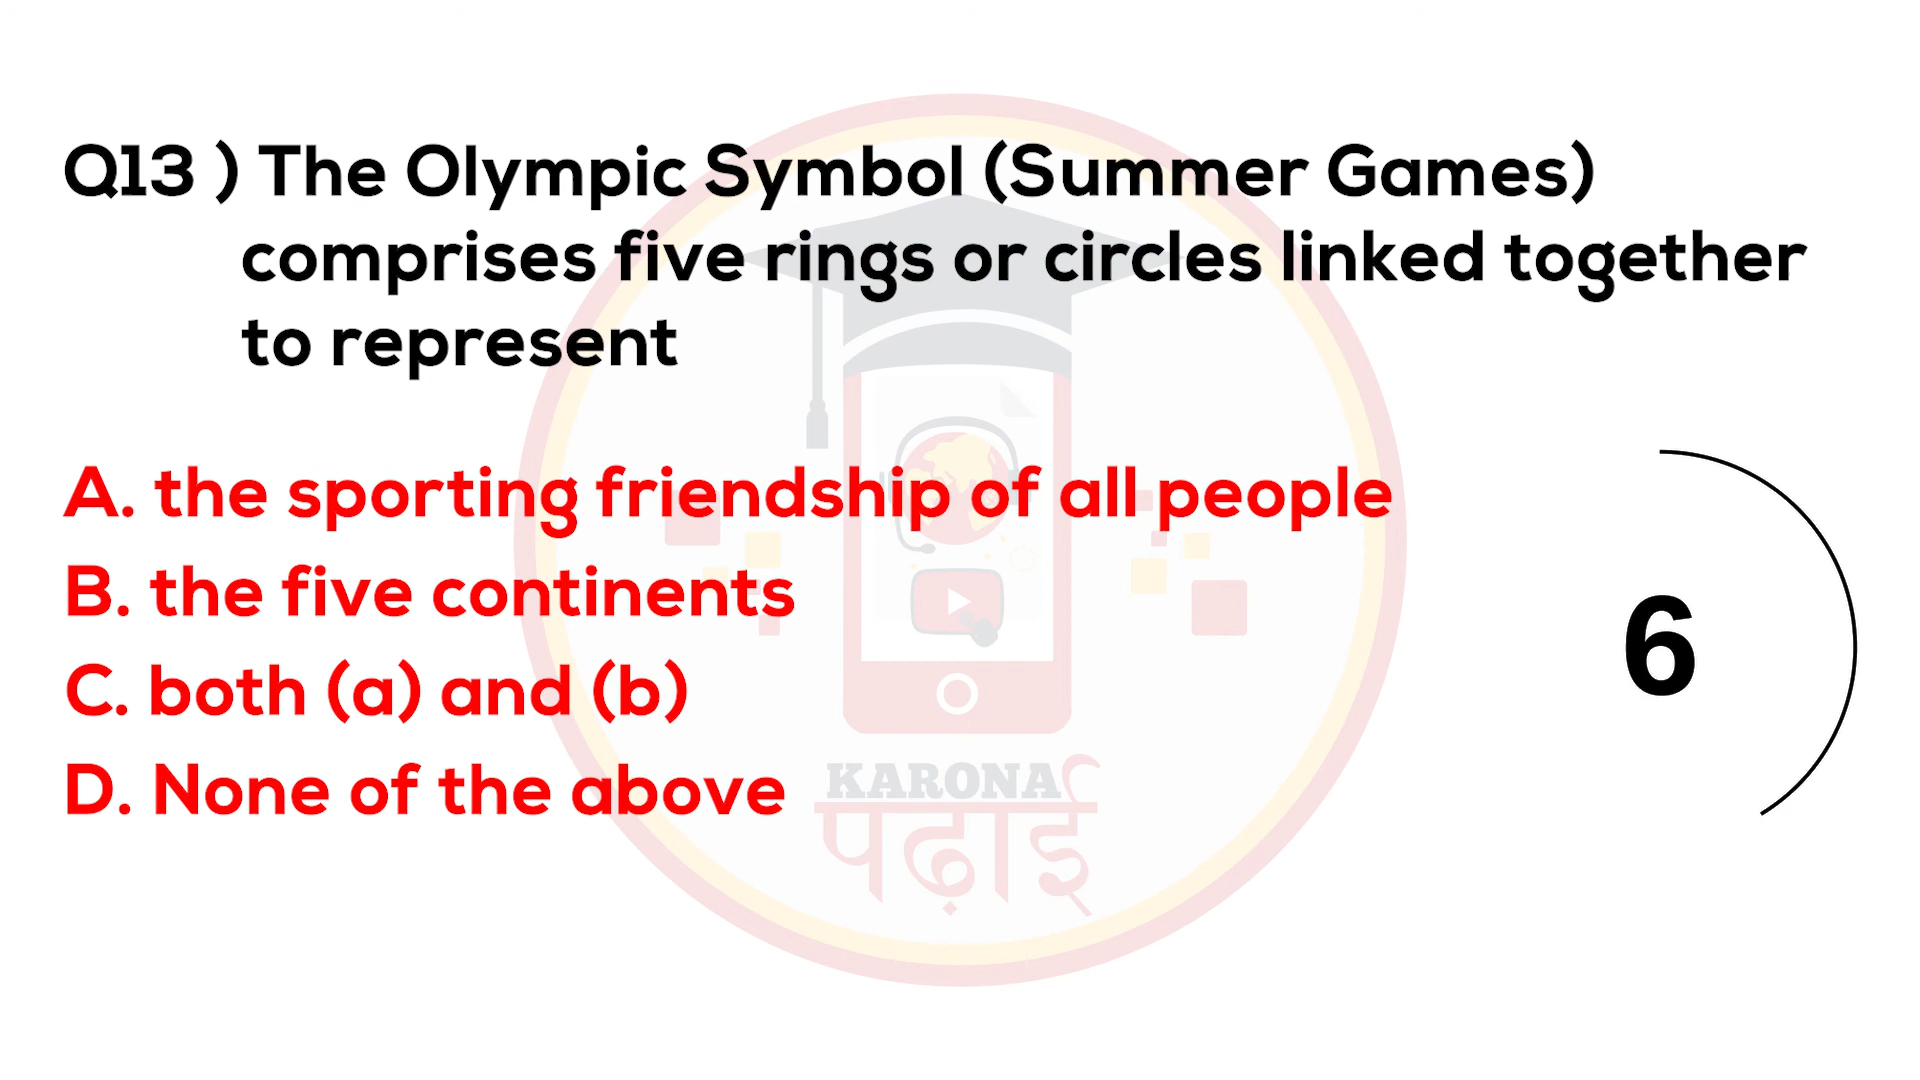 Q13 ) The Olympic Symbol (Summer Games)
comprises five rings or circles linked together
to represent
A. the sporting friendship of all people
B. the five continents
C. both (a) and (b)
D. None of the above
6
KARONA
पढ़ाई